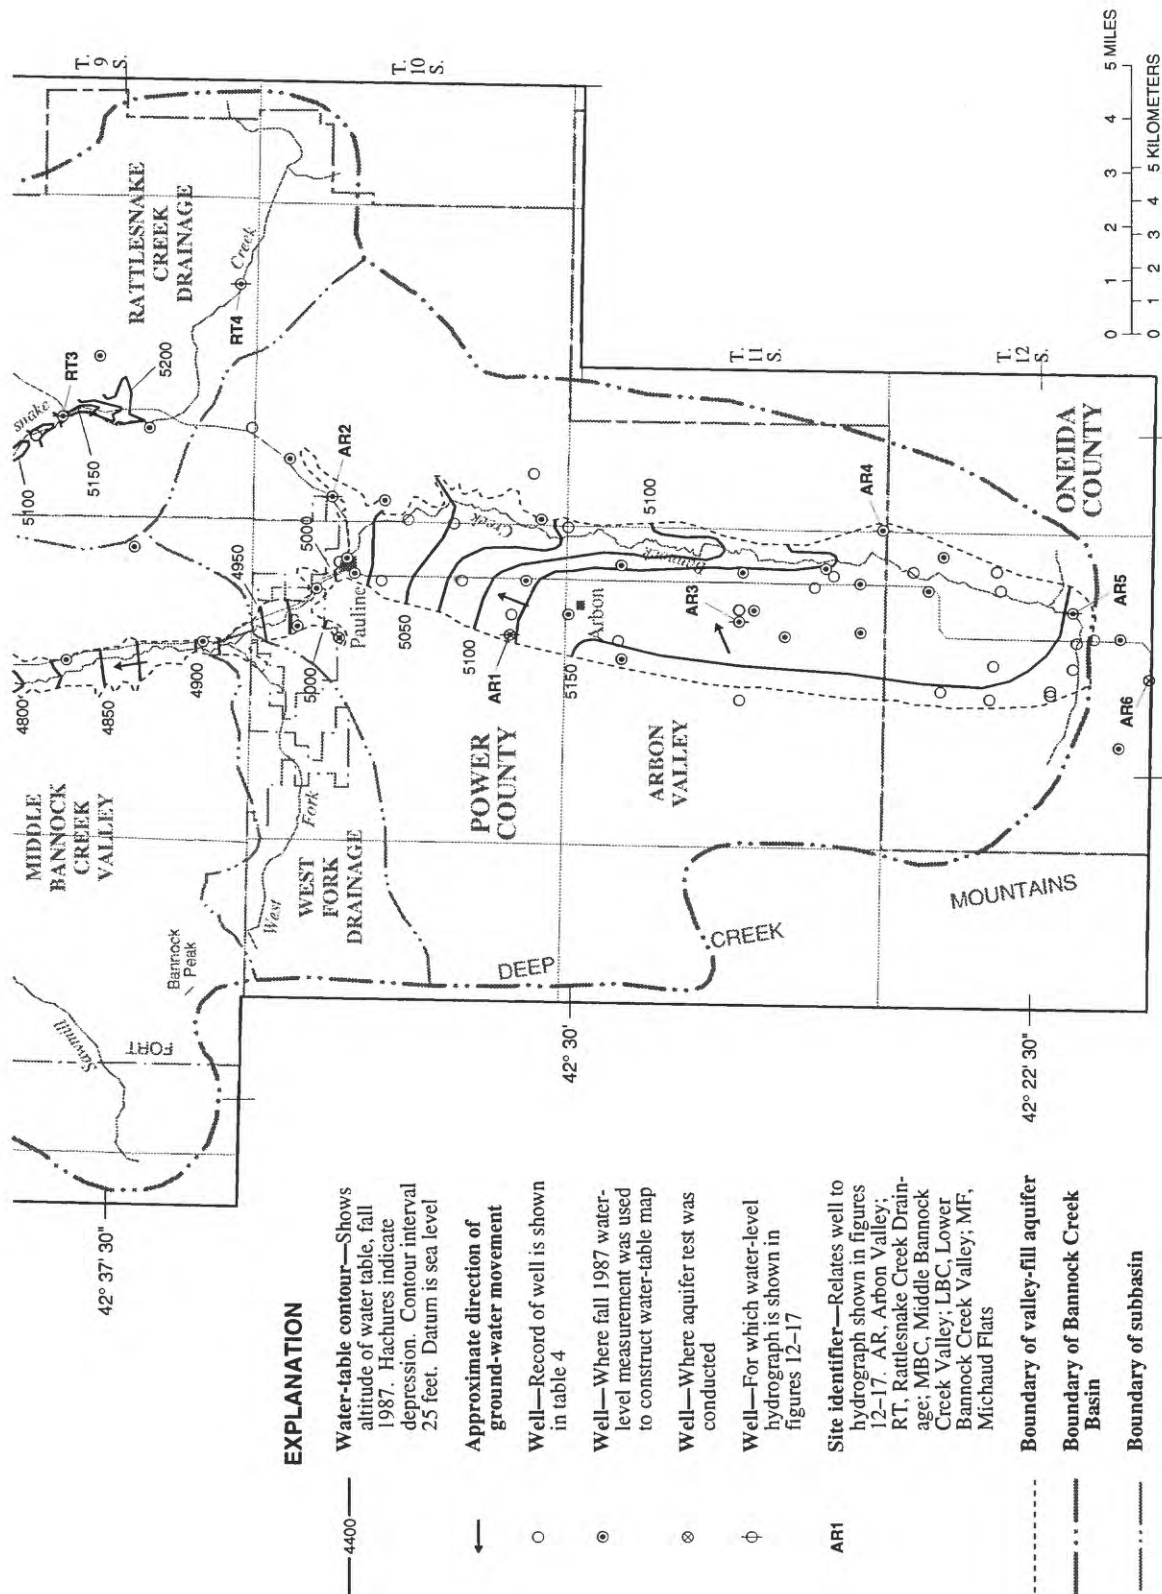 T.
9
S.
T.
10
S.
T.
11
S.
T.
12
S.
RATTLESNAKE
CREEK
DRAINAGE
Creek
RT4
RT3
snake
5100
5150
5200
AR2
MIDDLE
BANNOCK
CREEK
VALLEY
4800
4850
4900
4950
5000
5000
Pauline
5050
5100
AR1
5150
Arbon
Creek
Bannock
5100
AR3
AR4
AR5
AR6
ONEIDA
COUNTY
POWER
COUNTY
ARBON
VALLEY
WEST
FORK
DRAINAGE
West
Fork
Bannock
Peak
Sawmill
FORT
DEEP
CREEK
MOUNTAINS
42° 37' 30"
42° 30'
42° 22' 30"
0 1 2 3 4 5 MILES
0 1 2 3 4 5 KILOMETERS
EXPLANATION
4400
Water-table contour—Shows
altitude of water table, fall
1987. Hachures indicate
depression. Contour interval
25 feet. Datum is sea level
Approximate direction of
ground-water movement
Well—Record of well is shown
in table 4
Well—Where fall 1987 water-
level measurement was used
to construct water-table map
Well—Where aquifer test was
conducted
Well—For which water-level
hydrograph is shown in
figures 12–17
AR1
Site identifier—Relates well to
hydrograph shown in figures
12–17. AR, Arbon Valley;
RT, Rattlesnake Creek Drain-
age; MBC, Middle Bannock
Creek Valley; LBC, Lower
Bannock Creek Valley; MF,
Michaud Flats
Boundary of valley-fill aquifer
Boundary of Bannock Creek
Basin
Boundary of subbasin